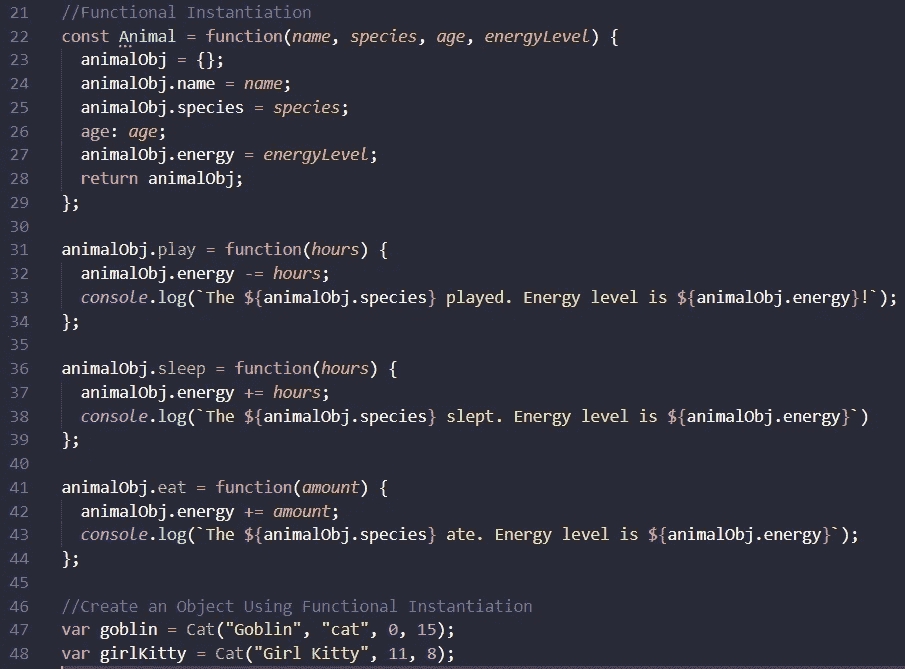 21 //Functional Instantiation
22 const Animal = function(name, species, age, energyLevel) {
23 animalObj = {};
24 animalObj.name = name;
25 animalObj.species = species;
26 age: age;
27 animalObj.energy = energyLevel;
28 return animalObj;
29 };
30
31 animalObj.play = function(hours) {
32 animalObj.energy -= hours;
33 console.log(`The ${animalObj.species} played. Energy level is ${animalObj.energy}!`);
34 };
35
36 animalObj.sleep = function(hours) {
37 animalObj.energy += hours;
38 console.log(`The ${animalObj.species} slept. Energy level is ${animalObj.energy}`)
39 };
40
41 animalObj.eat = function(amount) {
42 animalObj.energy += amount;
43 console.log(`The ${animalObj.species} ate. Energy level is ${animalObj.energy}`);
44 };
45
46 //Create an Object Using Functional Instantiation
47 var goblin = Cat("Goblin", "cat", 0, 15);
48 var girlKitty = Cat("Girl Kitty", 11, 8);